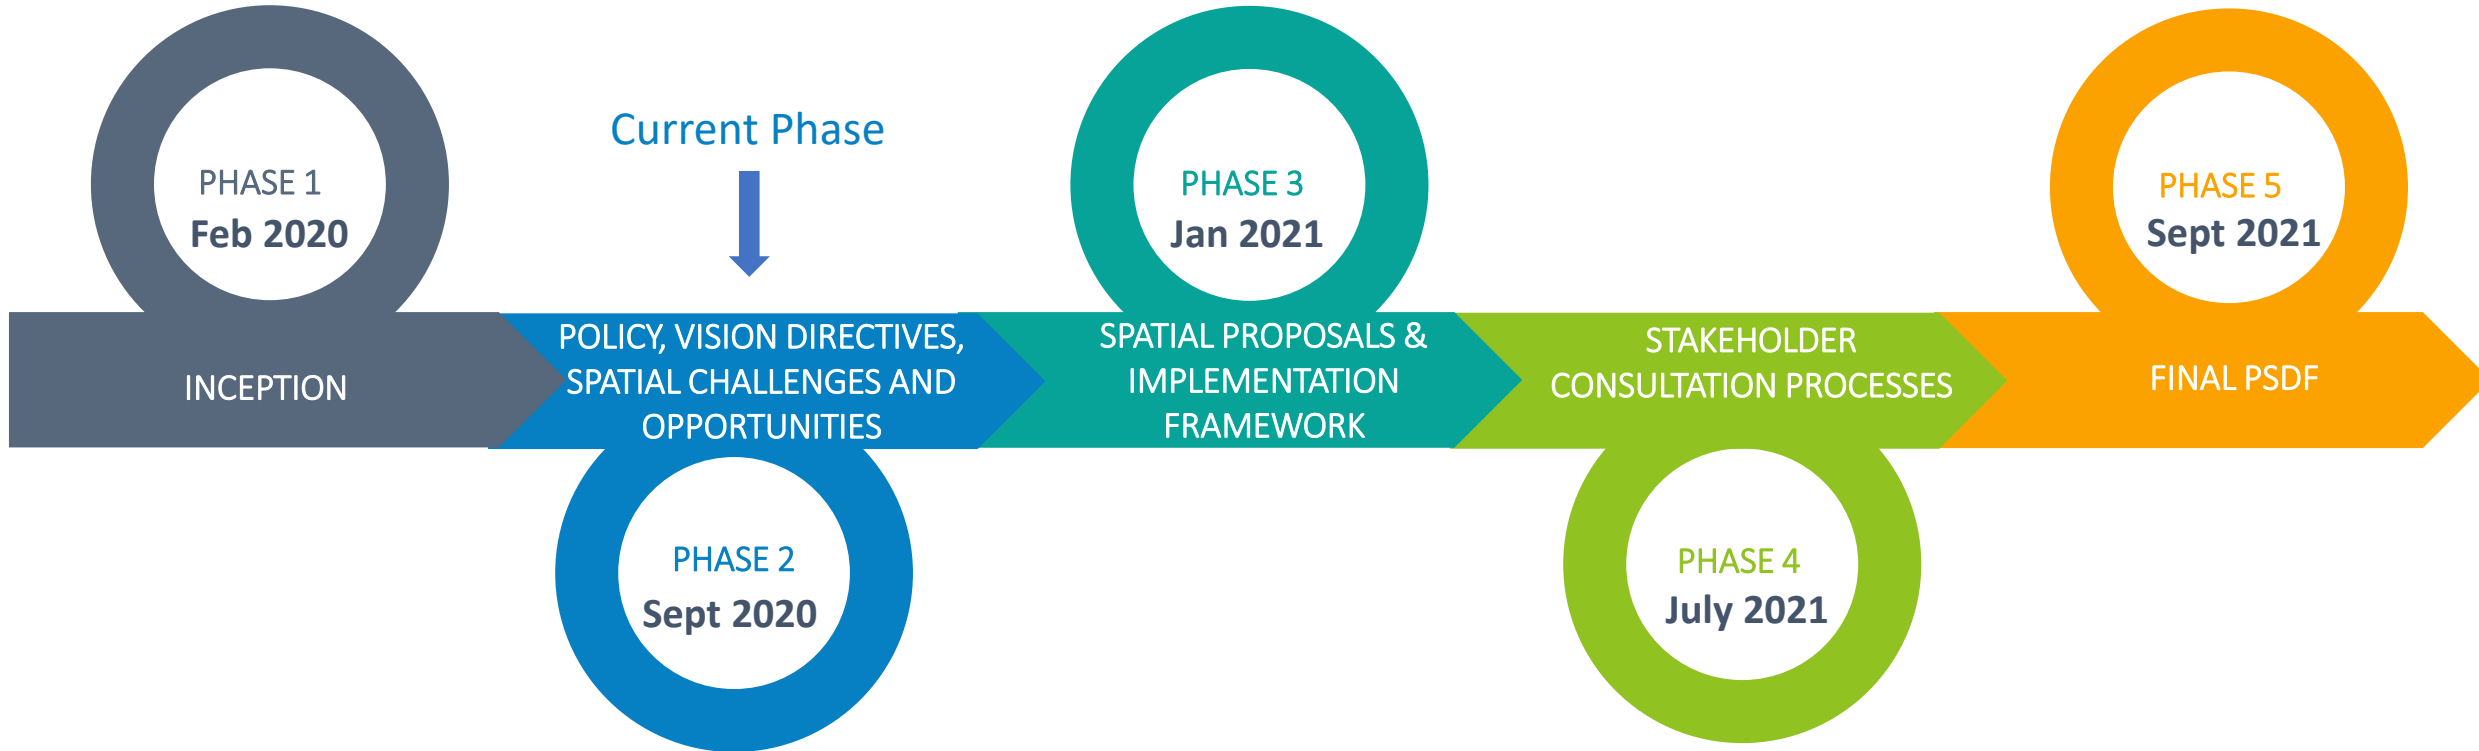 PHASE 1
Feb 2020
INCEPTION
Current Phase
POLICY, VISION DIRECTIVES,
SPATIAL CHALLENGES AND
OPPORTUNITIES
PHASE 2
Sept 2020
PHASE 3
Jan 2021
SPATIAL PROPOSALS &
IMPLEMENTATION
FRAMEWORK
STAKEHOLDER
CONSULTATION PROCESSES
PHASE 4
July 2021
PHASE 5
Sept 2021
FINAL PSDF